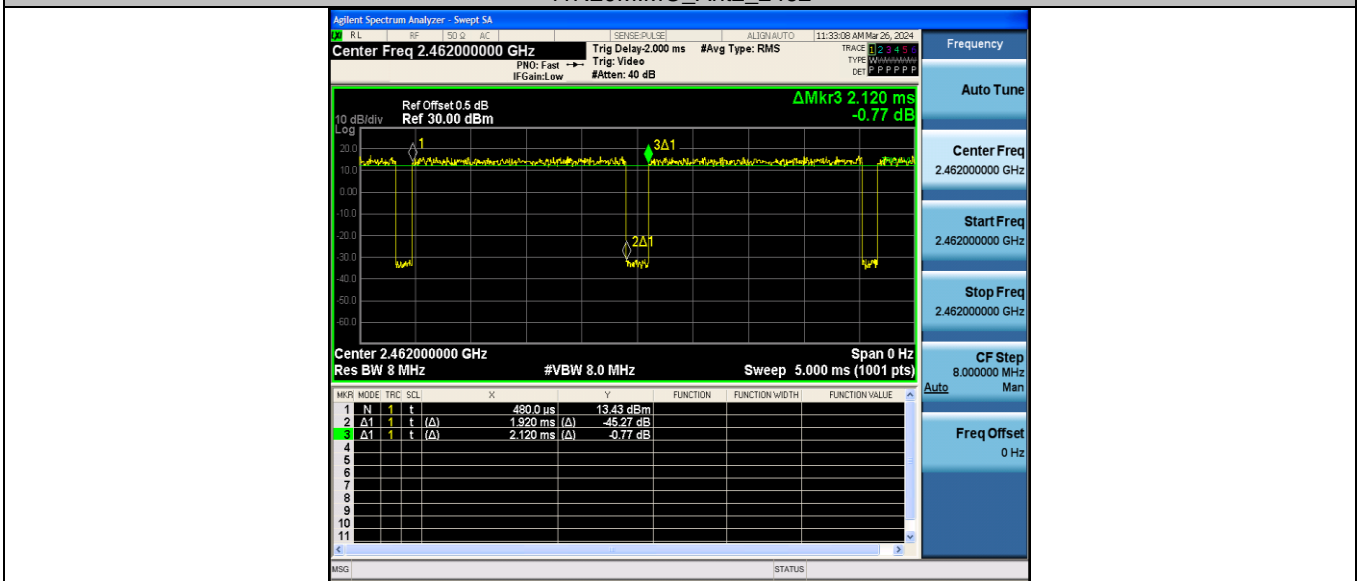 Agilent Spectrum Analyzer - Swept SA
RL RF 50 Ω AC SENSE:PULSE ALIGNAUTO 11:33:08 AM Mar 26, 2024
Center Freq 2.462000000 GHz
PNO: Fast
IFGain:Low
Trig Delay-2.000 ms
Trig: Video
#Atten: 40 dB
#Avg Type: RMS
TRACE 1 2 3 4 5 6
TYPE W
DET P P P P P P
ΔMkr3 2.120 ms
-0.77 dB
Ref Offset 0.5 dB
10 dB/div Ref 30.00 dBm
Log
20.0
10.0
0.00
-10.0
-20.0
-30.0
-40.0
-50.0
-60.0
1
3Δ1
2Δ1
Center 2.462000000 GHz Span 0 Hz
Res BW 8 MHz #VBW 8.0 MHz Sweep 5.000 ms (1001 pts)
MKR MODE TRC SCL X Y FUNCTION FUNCTION WIDTH FUNCTION VALUE
1 N 1 t 480.0 us 13.43 dBm
2 Δ1 1 t (Δ) 1.920 ms (Δ) -45.27 dB
3 Δ1 1 t (Δ) 2.120 ms (Δ) -0.77 dB
4
5
6
7
8
9
10
11
MSG STATUS
Frequency
Auto Tune
Center Freq
2.462000000 GHz
Start Freq
2.462000000 GHz
Stop Freq
2.462000000 GHz
CF Step
8.000000 MHz
Auto Man
Freq Offset
0 Hz